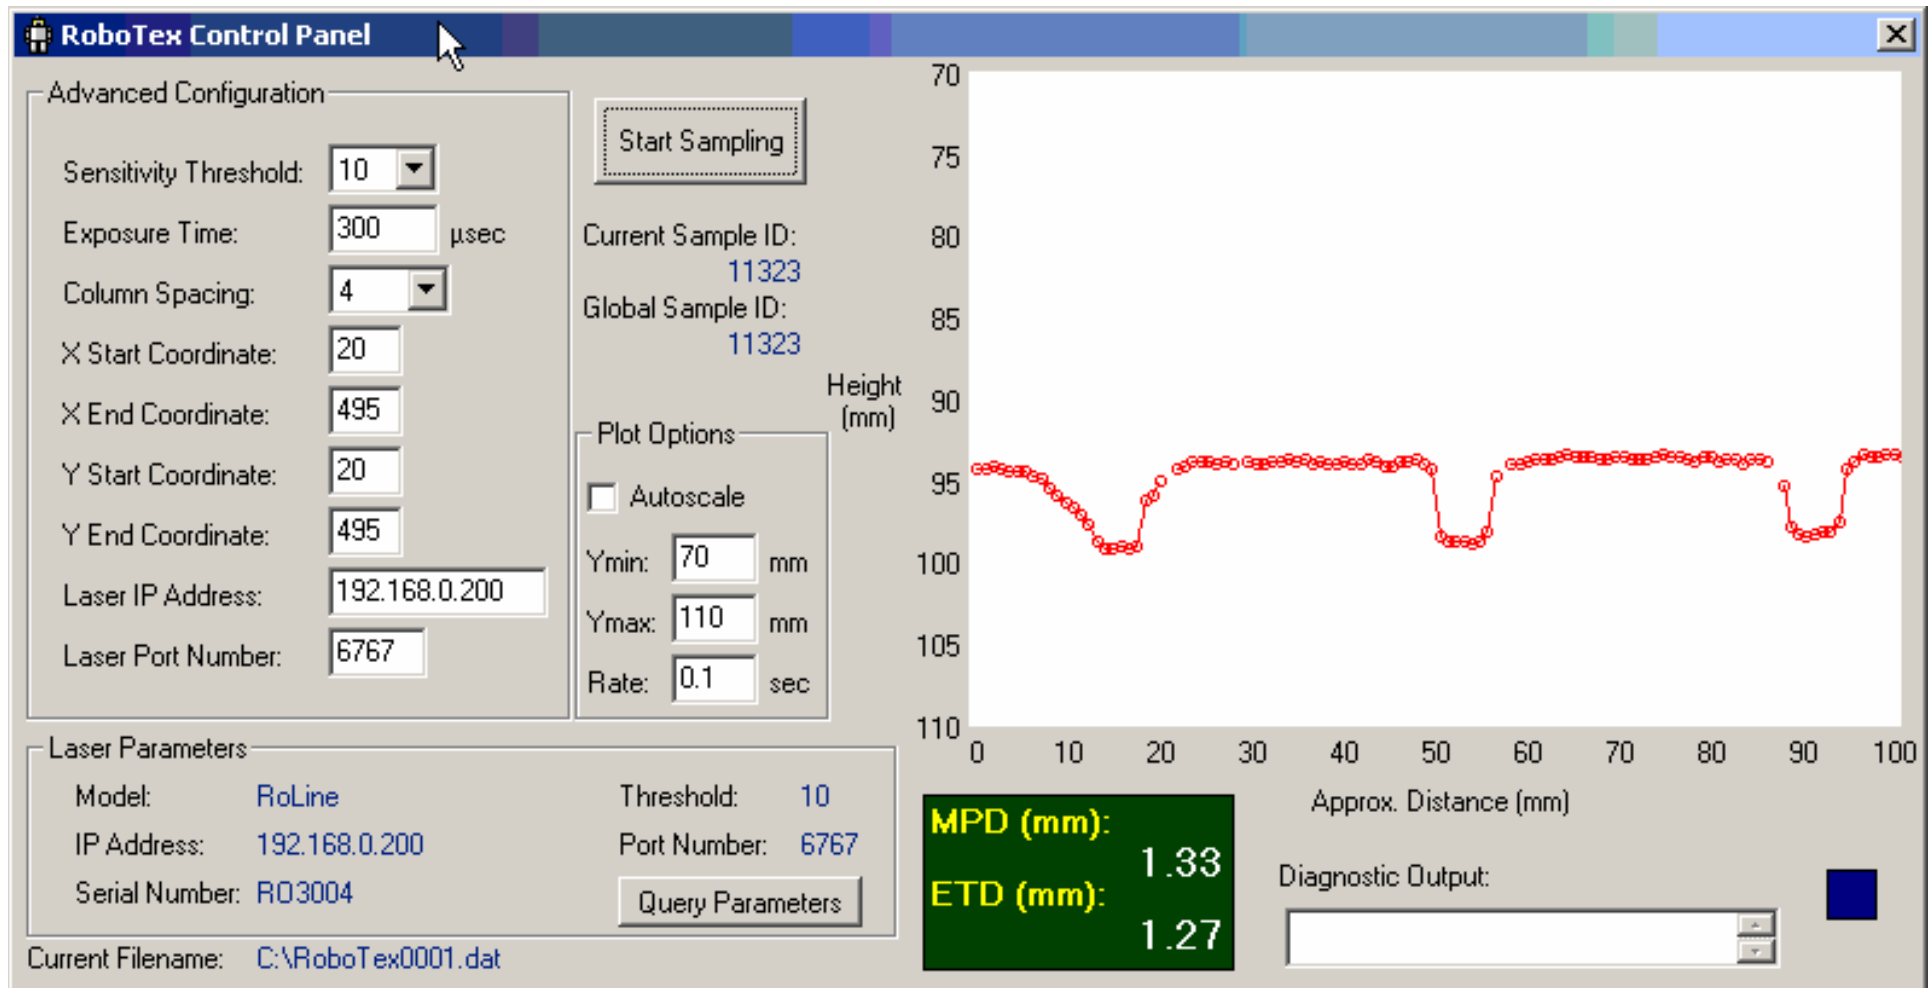 RoboTex Control Panel
Advanced Configuration
Sensitivity Threshold: 10
Exposure Time: 300 µsec
Column Spacing: 4
X Start Coordinate: 20
X End Coordinate: 495
Y Start Coordinate: 20
Y End Coordinate: 495
Laser IP Address: 192.168.0.200
Laser Port Number: 6767
Start Sampling
Current Sample ID:
11323
Global Sample ID:
11323
Plot Options
Autoscale
Ymin: 70 mm
Ymax: 110 mm
Rate: 0.1 sec
Height
(mm)
70
75
80
85
90
95
100
105
110
0 10 20 30 40 50 60 70 80 90 100
Approx. Distance (mm)
Laser Parameters
Model: RoLine Threshold: 10
IP Address: 192.168.0.200 Port Number: 6767
Serial Number: RO3004 Query Parameters
Current Filename: C:\RoboTex0001.dat
MPD (mm):
1.33
ETD (mm):
1.27
Diagnostic Output: